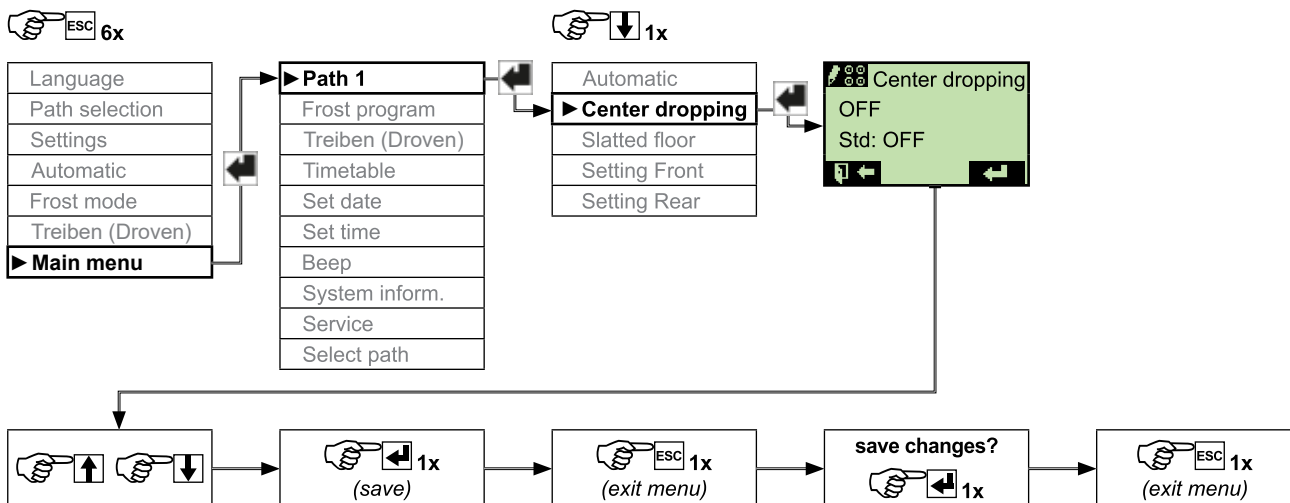 ESC 6x
1x
Language
Path selection
Settings
Automatic
Frost mode
Treiben (Droven)
▶ Main menu
▶ Path 1
Frost program
Treiben (Droven)
Timetable
Set date
Set time
Beep
System inform.
Service
Select path
Automatic
▶ Center dropping
Slatted floor
Setting Front
Setting Rear
Center dropping
OFF
Std: OFF
1x
(save)
ESC 1x
(exit menu)
save changes?
1x
ESC 1x
(exit menu)